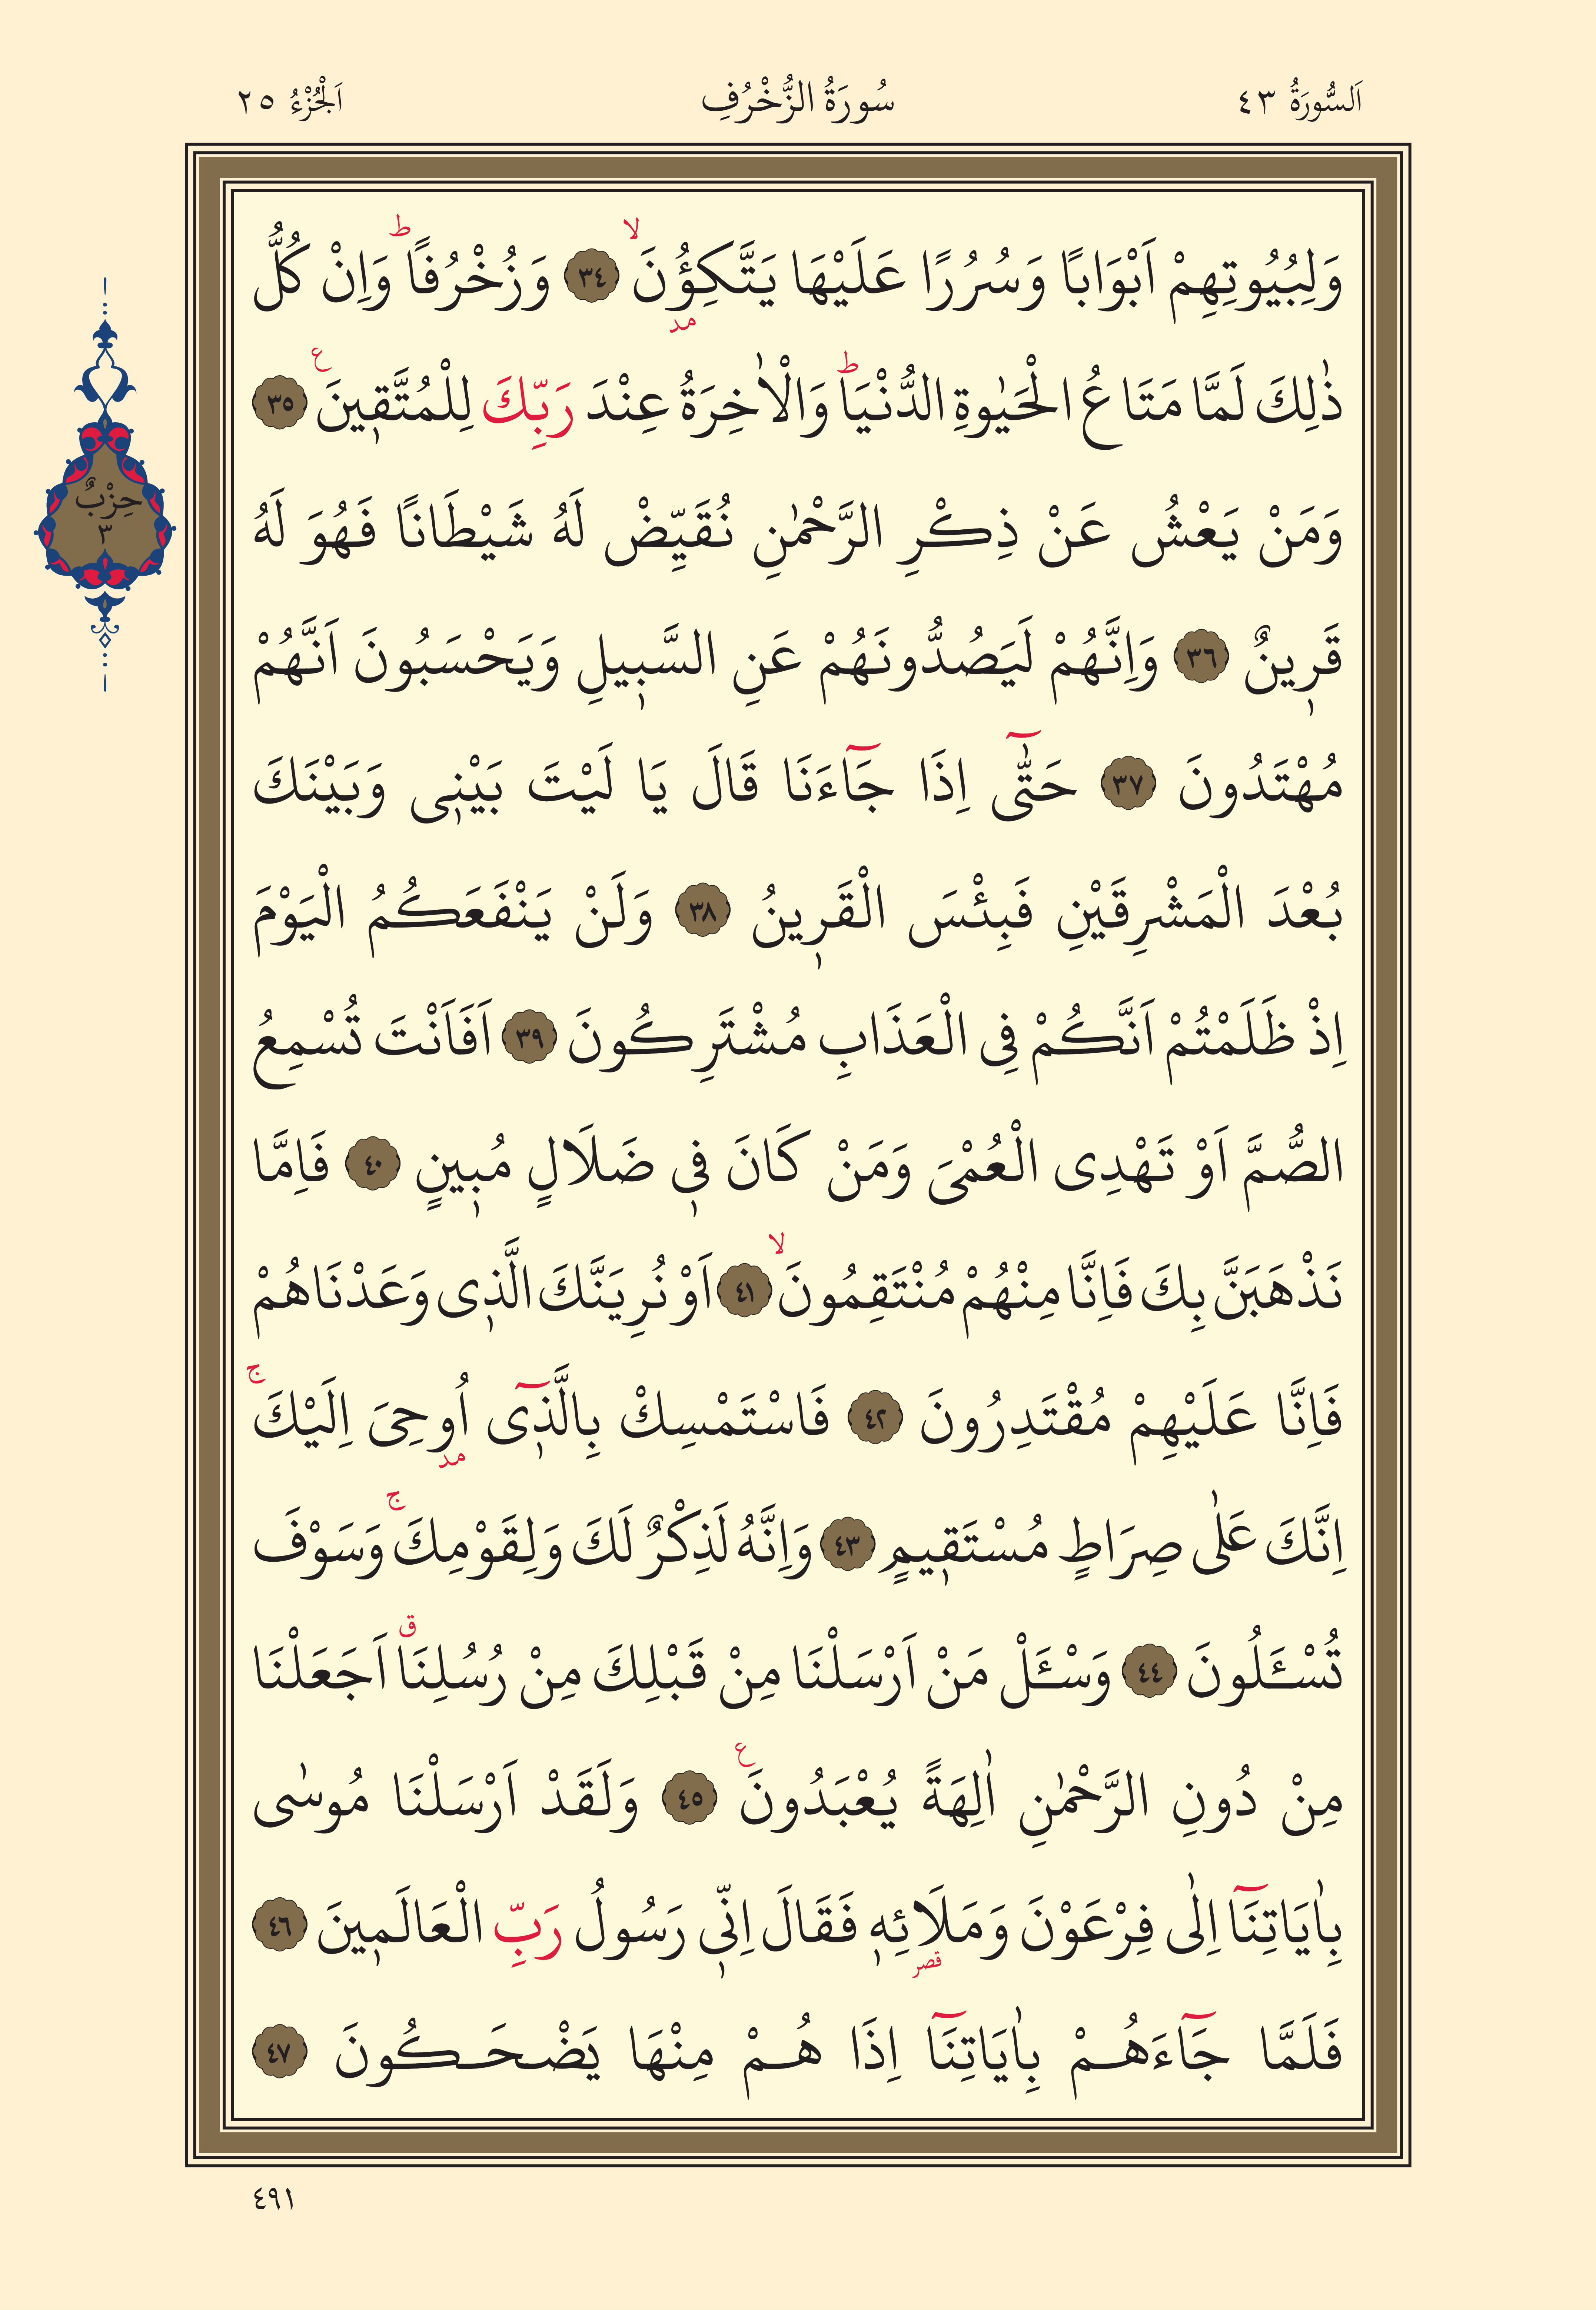 اَلسُّورَةُ ٤٣
سُورَةُ الزُّخْرُفِ
اَلْجُزْءُ ٢٥
وَلِبُيُوتِهِمْ اَبْوَابًا وَسُرُرًا عَلَيْهَا يَتَّكِؤُ۫نَۙ ٣٤ وَزُخْرُفًاۜ وَاِنْ كُلُّ
ذٰلِكَ لَمَّا مَتَاعُ الْحَيٰوةِ الدُّنْيَاۜ وَالْاٰخِرَةُ عِنْدَ رَبِّكَ لِلْمُتَّق۪ينَ۟ ٣٥
وَمَنْ يَعْشُ عَنْ ذِكْرِ الرَّحْمٰنِ نُقَيِّضْ لَهُ شَيْطَانًا فَهُوَ لَهُ
قَر۪ينٌ ٣٦ وَاِنَّهُمْ لَيَصُدُّونَهُمْ عَنِ السَّب۪يلِ وَيَحْسَبُونَ اَنَّهُمْ
مُهْتَدُونَ ٣٧ حَتّٰٓى اِذَا جَٓاءَنَا قَالَ يَا لَيْتَ بَيْن۪ى وَبَيْنَكَ
بُعْدَ الْمَشْرِقَيْنِ فَبِئْسَ الْقَر۪ينُ ٣٨ وَلَنْ يَنْفَعَكُمُ الْيَوْمَ
اِذْ ظَلَمْتُمْ اَنَّكُمْ فِى الْعَذَابِ مُشْتَرِكُونَ ٣٩ اَفَاَنْتَ تُسْمِعُ
الصُّمَّ اَوْ تَهْدِى الْعُمْىَ وَمَنْ كَانَ ف۪ى ضَلَالٍ مُب۪ينٍ ٤٠ فَاِمَّا
نَذْهَبَنَّ بِكَ فَاِنَّا مِنْهُمْ مُنْتَقِمُونَۙ ٤١ اَوْ نُرِيَنَّكَ الَّذ۪ى وَعَدْنَاهُمْ
فَاِنَّا عَلَيْهِمْ مُقْتَدِرُونَ ٤٢ فَاسْتَمْسِكْ بِالَّذ۪ٓى اُو۫حِىَ اِلَيْكَۚ
اِنَّكَ عَلٰى صِرَاطٍ مُسْتَق۪يمٍ ٤٣ وَاِنَّهُ لَذِكْرٌ لَكَ وَلِقَوْمِكَۚ وَسَوْفَ
تُسْـَٔلُونَ ٤٤ وَسْـَٔلْ مَنْ اَرْسَلْنَا مِنْ قَبْلِكَ مِنْ رُسُلِنَاۗ اَجَعَلْنَا
مِنْ دُونِ الرَّحْمٰنِ اٰلِهَةً يُعْبَدُونَ۟ ٤٥ وَلَقَدْ اَرْسَلْنَا مُوسٰى
بِاٰيَاتِنَٓا اِلٰى فِرْعَوْنَ وَمَلَا۬ئِه۪ فَقَالَ اِنّ۪ى رَسُولُ رَبِّ الْعَالَم۪ينَ ٤٦
فَلَمَّا جَٓاءَهُمْ بِاٰيَاتِنَٓا اِذَا هُمْ مِنْهَا يَضْحَكُونَ ٤٧
حِزْبٌ
٣
٤٩١